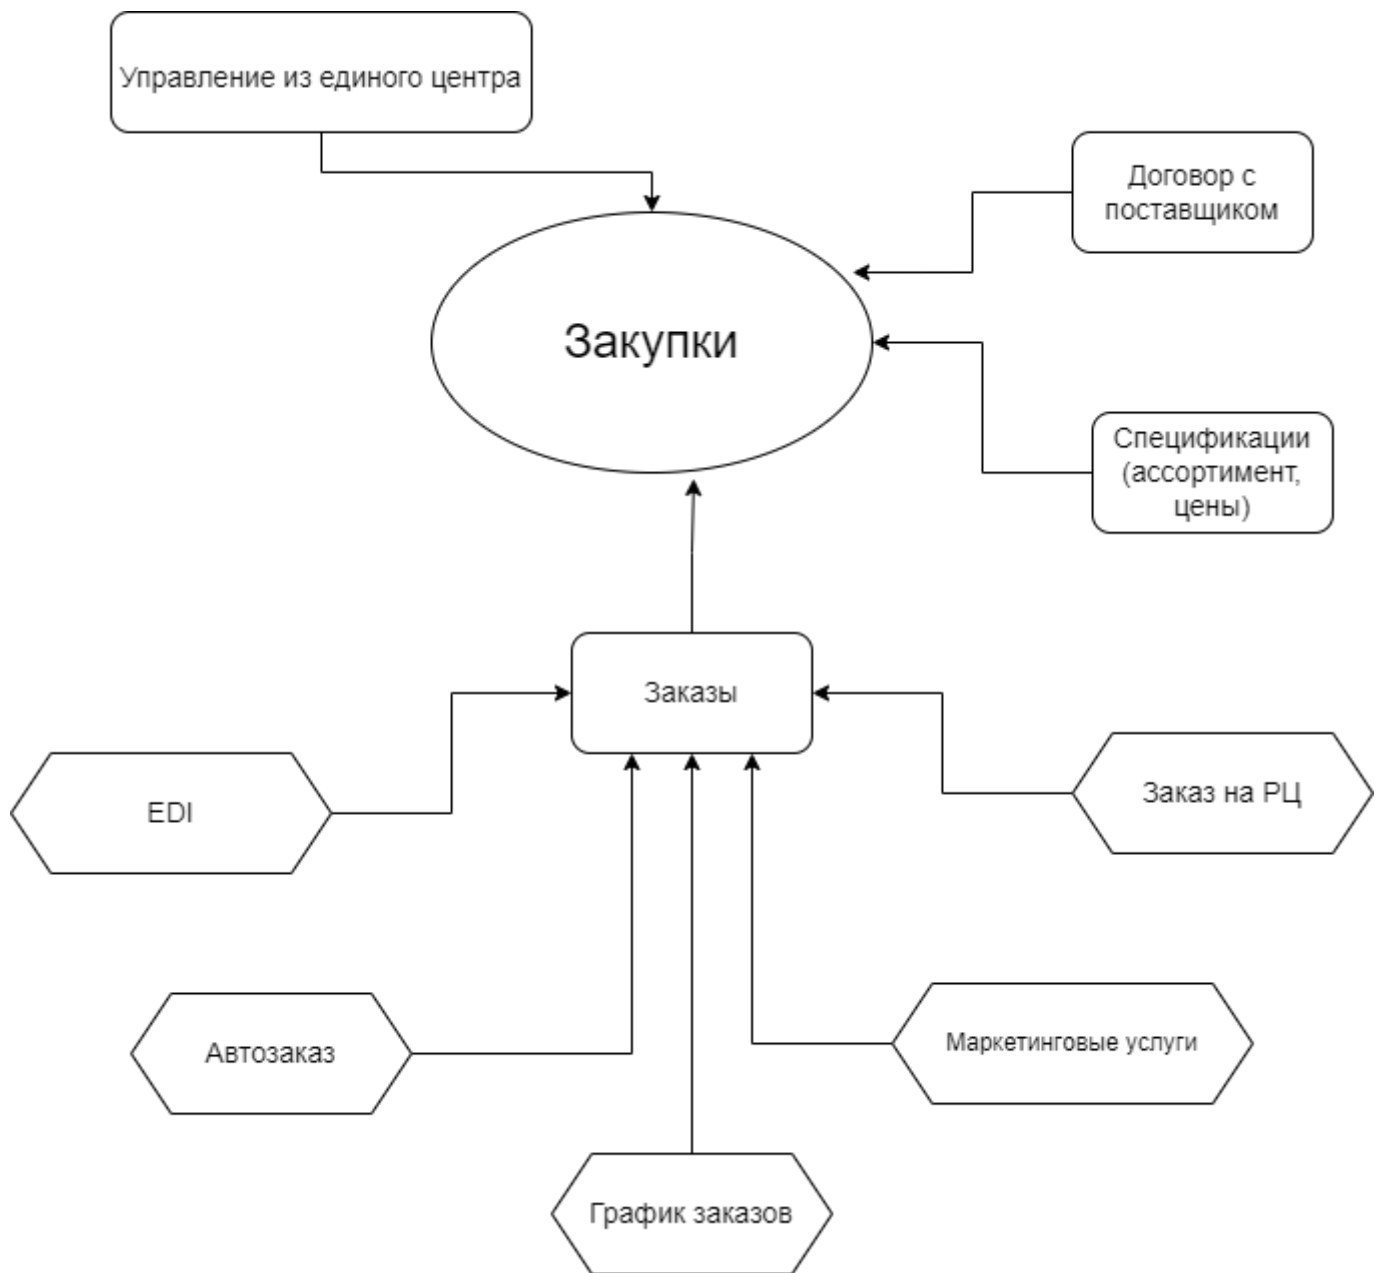 Управление из единого центра
Договор с
поставщиком
Закупки
Спецификации
(ассортимент,
цены)
Заказы
EDI
Заказ на РЦ
Автозаказ
Маркетинговые услуги
График заказов